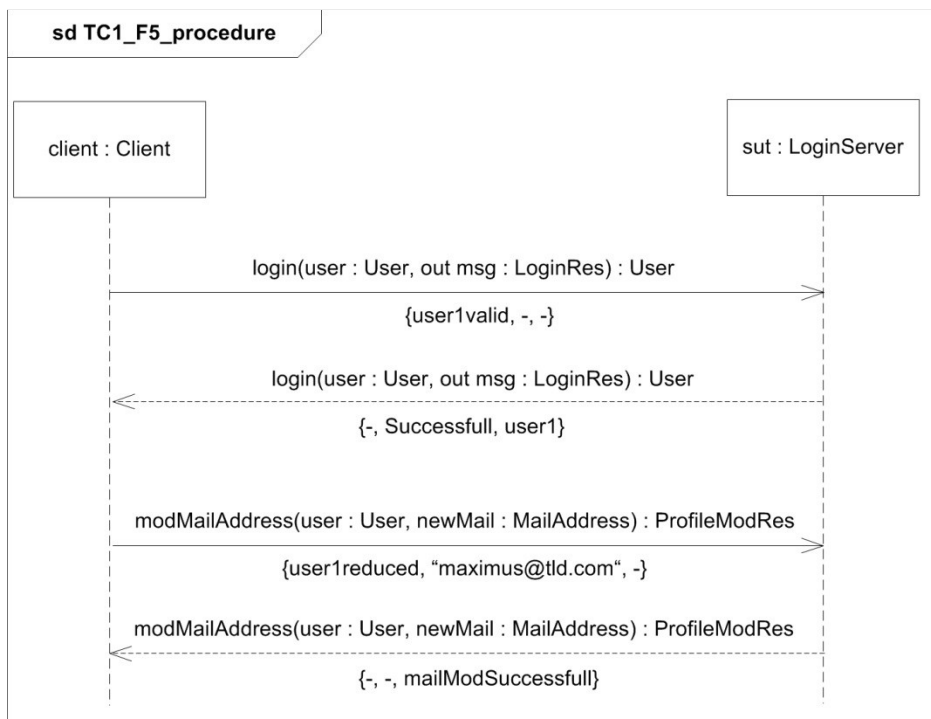 sd TC1_F5_procedure
client : Client
sut : LoginServer
login(user : User, out msg : LoginRes) : User
{user1valid, -, -}
login(user : User, out msg : LoginRes) : User
{-, Successfull, user1}
modMailAddress(user : User, newMail : MailAddress) : ProfileModRes
{user1reduced, “maximus@tld.com“, -}
modMailAddress(user : User, newMail : MailAddress) : ProfileModRes
{-, -, mailModSuccessfull}